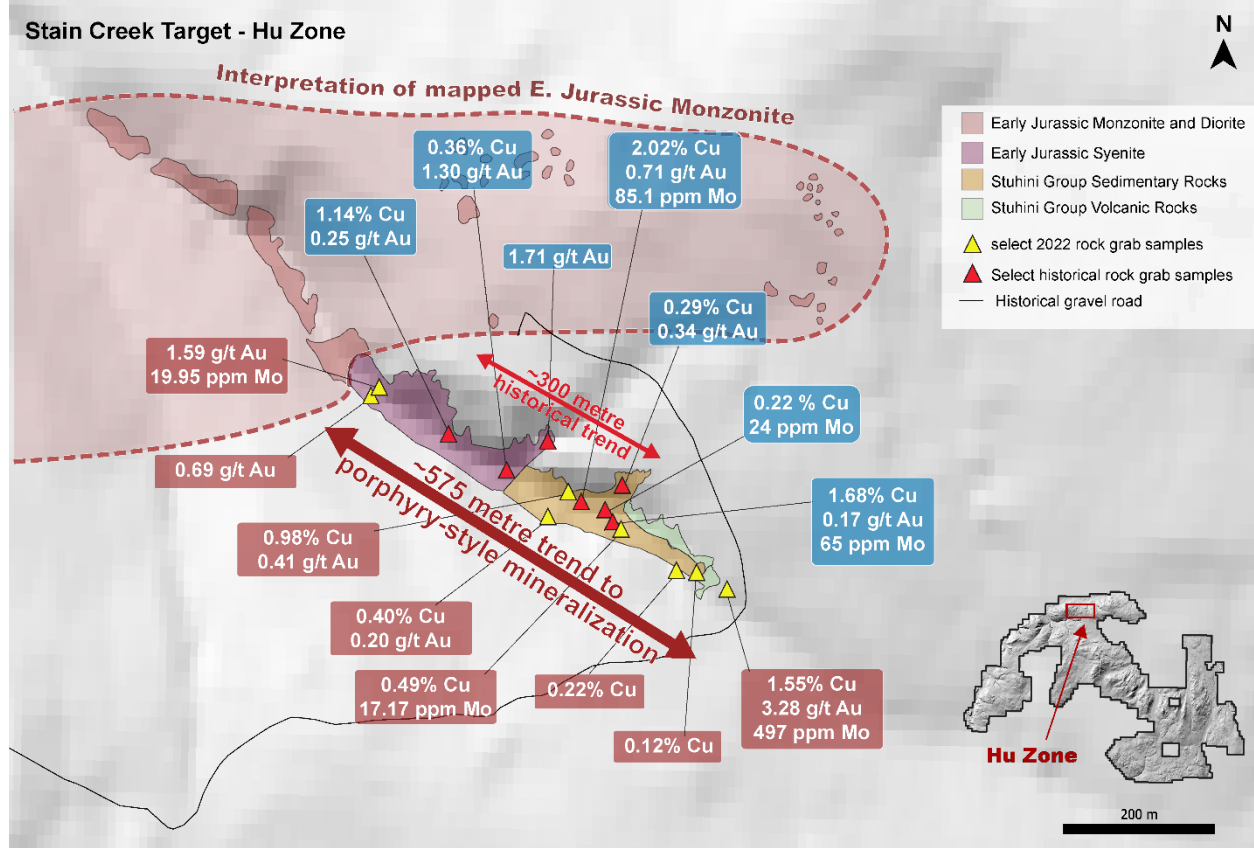 Stain Creek Target - Hu Zone
N
Interpretation of mapped E. Jurassic Monzonite
Early Jurassic Monzonite and Diorite
Early Jurassic Syenite
Stuhini Group Sedimentary Rocks
Stuhini Group Volcanic Rocks
select 2022 rock grab samples
Select historical rock grab samples
Historical gravel road
0.36% Cu
1.30 g/t Au
2.02% Cu
0.71 g/t Au
85.1 ppm Mo
1.14% Cu
0.25 g/t Au
1.71 g/t Au
0.29% Cu
0.34 g/t Au
1.59 g/t Au
19.95 ppm Mo
~300 metre
historical trend
0.22 % Cu
24 ppm Mo
0.69 g/t Au
~575 metre trend to
porphyry-style mineralization
1.68% Cu
0.17 g/t Au
65 ppm Mo
0.98% Cu
0.41 g/t Au
0.40% Cu
0.20 g/t Au
0.49% Cu
17.17 ppm Mo
0.22% Cu
1.55% Cu
3.28 g/t Au
497 ppm Mo
0.12% Cu
Hu Zone
200 m